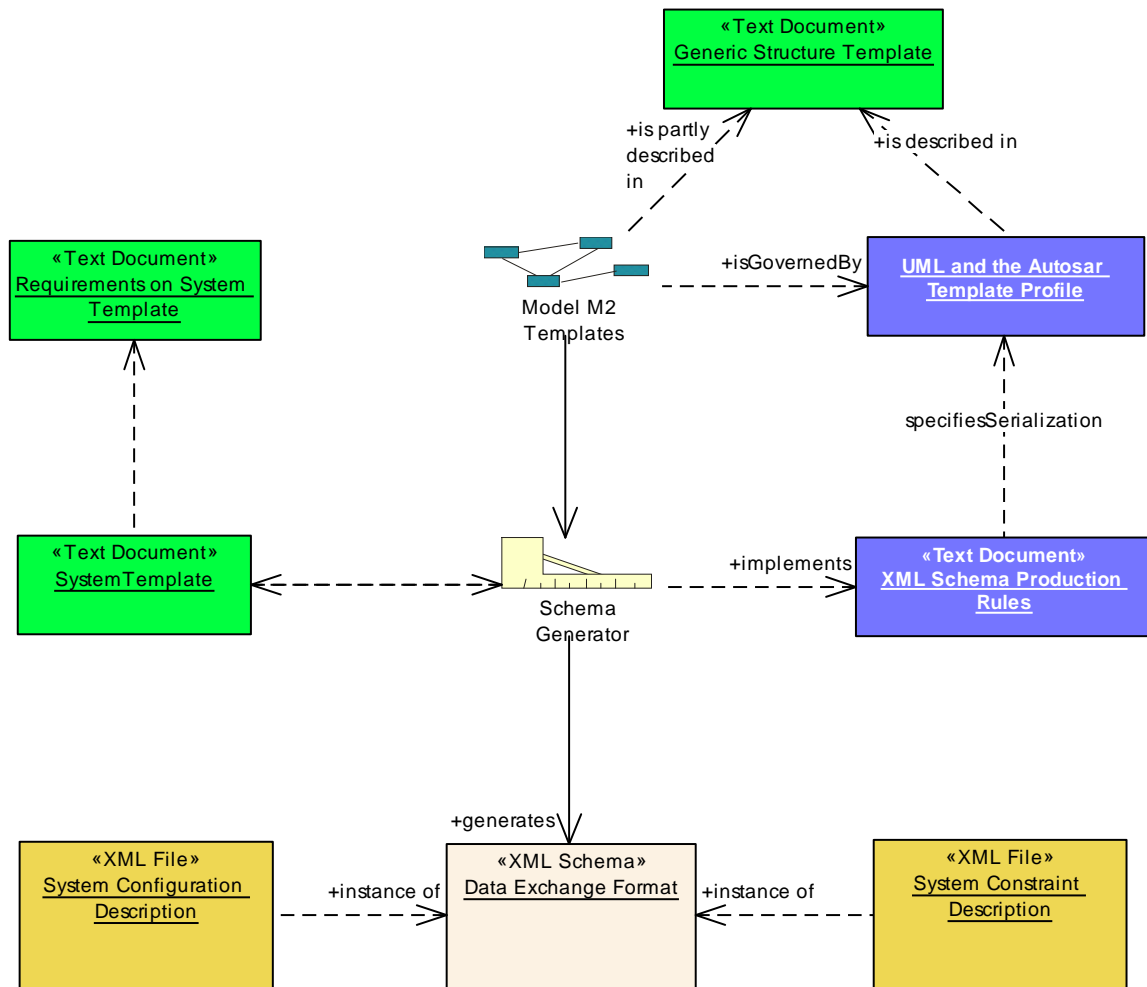 «Text Document»
Generic Structure Template
+is partly
described
in
+is described in
«Text Document»
Requirements on System
Template
Model M2
Templates
+isGovernedBy
UML and the Autosar
Template Profile
specifiesSerialization
«Text Document»
SystemTemplate
Schema
Generator
+implements
«Text Document»
XML Schema Production
Rules
+generates
«XML File»
System Configuration
Description
+instance of
«XML Schema»
Data Exchange Format
+instance of
«XML File»
System Constraint
Description